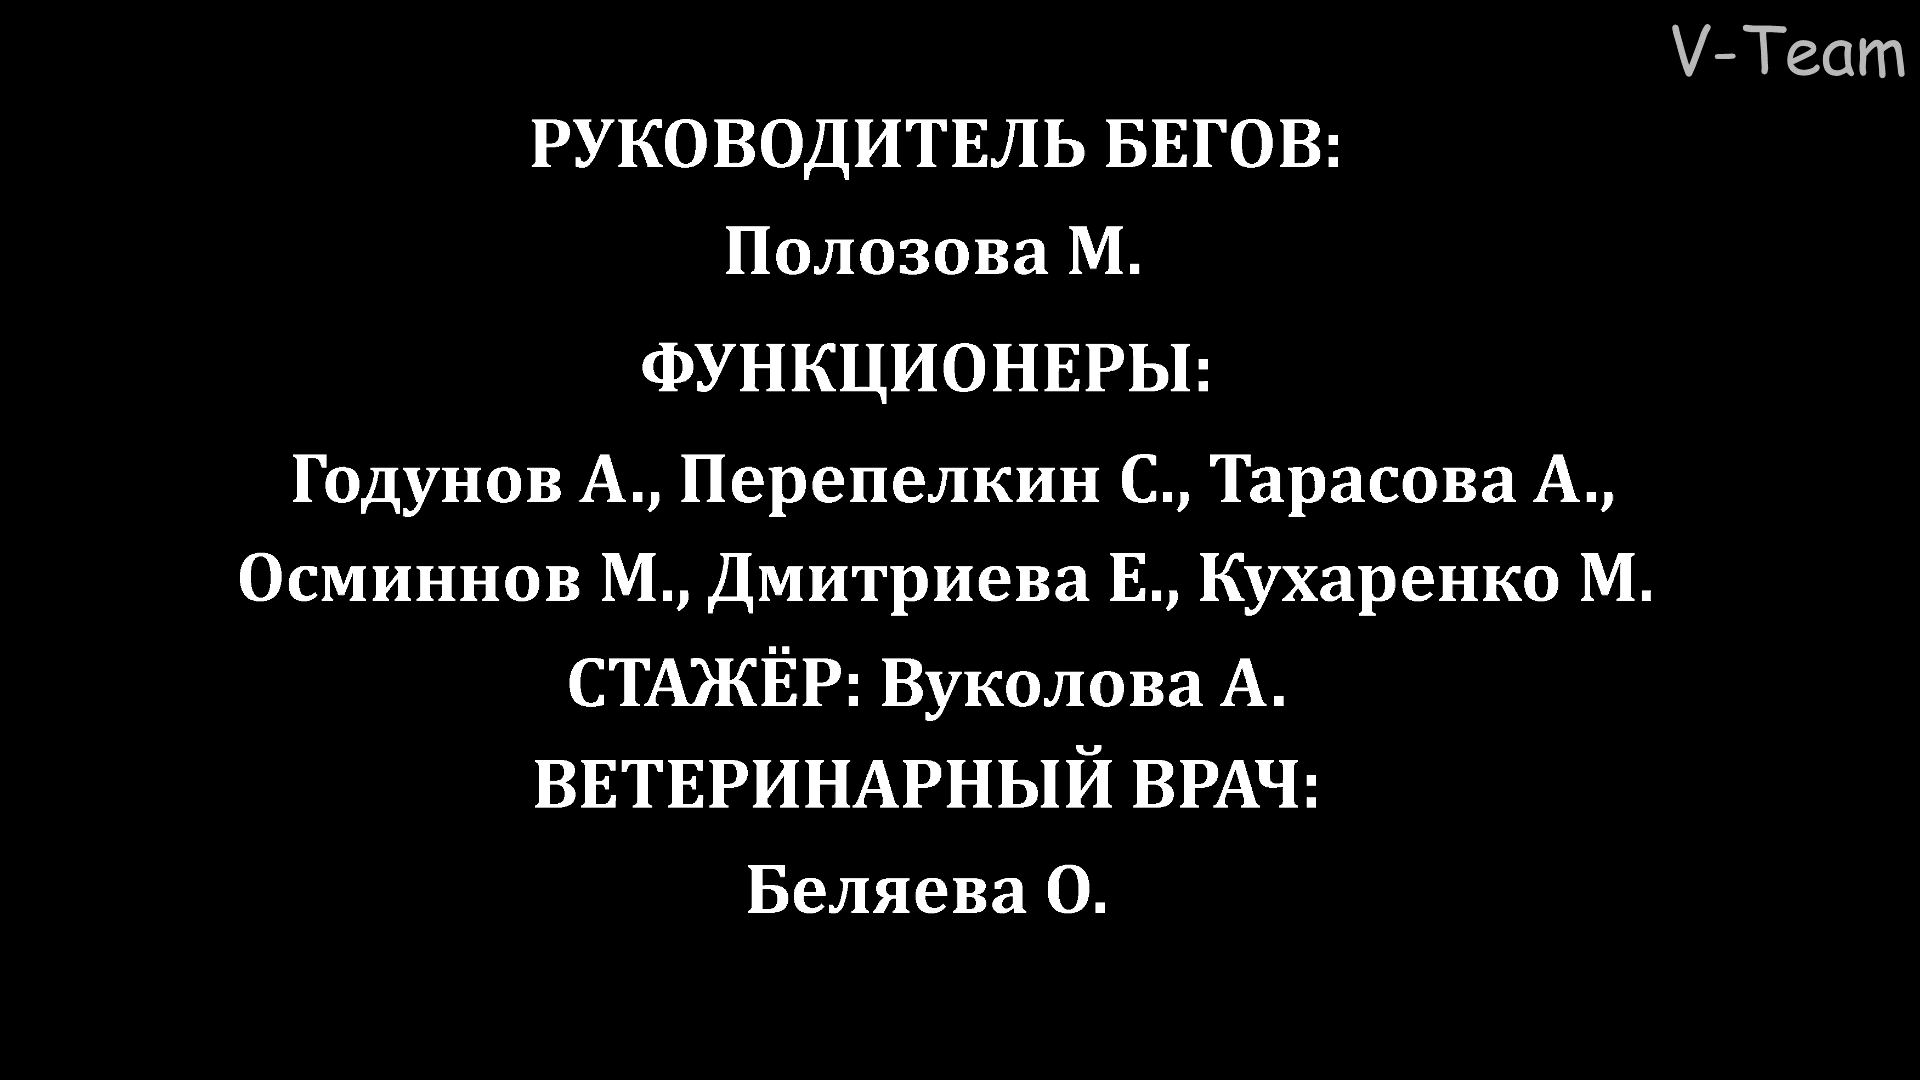 V-Team
РУКОВОДИТЕЛЬ БЕГОВ:
Полозова М.
ФУНКЦИОНЕРЫ:
Годунов А., Перепелкин С., Тарасова А.,
Осминнов М., Дмитриева Е., Кухаренко М.
СТАЖЁР: Вуколова А.
ВЕТЕРИНАРНЫЙ ВРАЧ:
Беляева О.